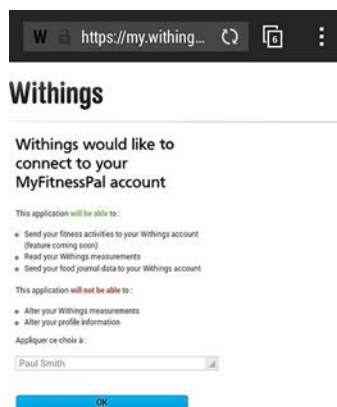 W https://my.withing... 6
Withings
Withings would like to
connect to your
MyFitnessPal account
This application will be able to :
Send your fitness activities to your Withings account
(feature coming soon)
Read your Withings measurements
Send your food journal data to your Withings account
This application will not be able to :
Alter your Withings measurements
Alter your profile information
Appliquer ce choix à :
Paul Smith
OK